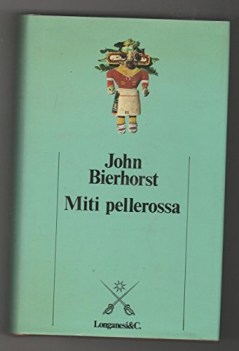 John
Bierhorst
Miti pellerossa
Longanesi&C.